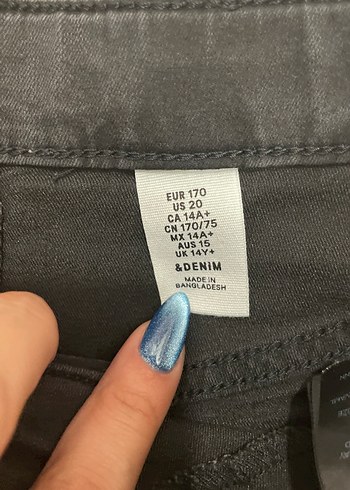 EUR 170
US 20
CA 14A+
CN 170/75
MX 14A+
AUS 15
UK 14Y+
&DENIM
MADE IN
BANGLADESH